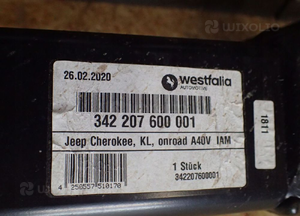 WIXOLTO
26.02.2020
westfalia
AUTOMOTIVE
342 207 600 001
1811
Jeep Cherokee, KL, onroad A40V IAM
1 Stück
342207600001
4 250557 510170